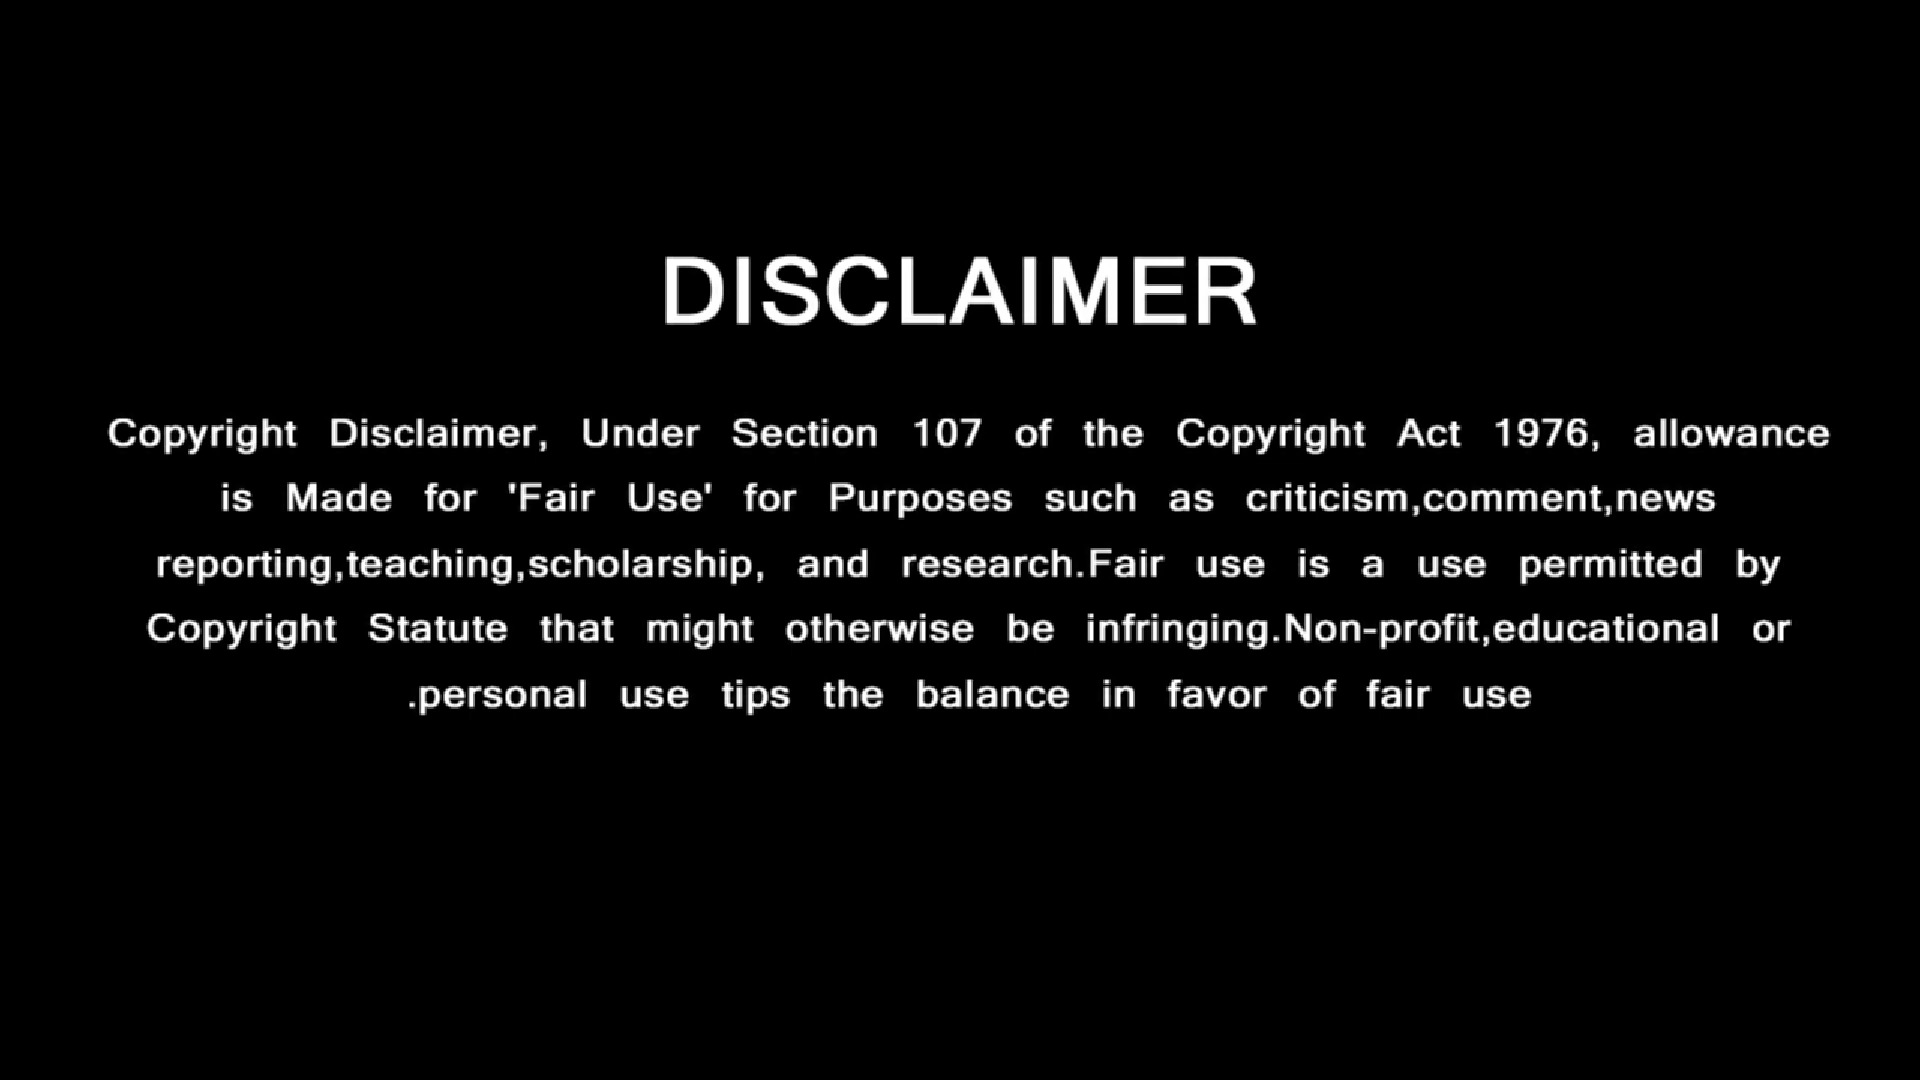 DISCLAIMER
Copyright Disclaimer, Under Section 107 of the Copyright Act 1976, allowance
is Made for 'Fair Use' for Purposes such as criticism,comment,news
reporting,teaching,scholarship, and research.Fair use is a use permitted by
Copyright Statute that might otherwise be infringing.Non-profit,educational or
.personal use tips the balance in favor of fair use